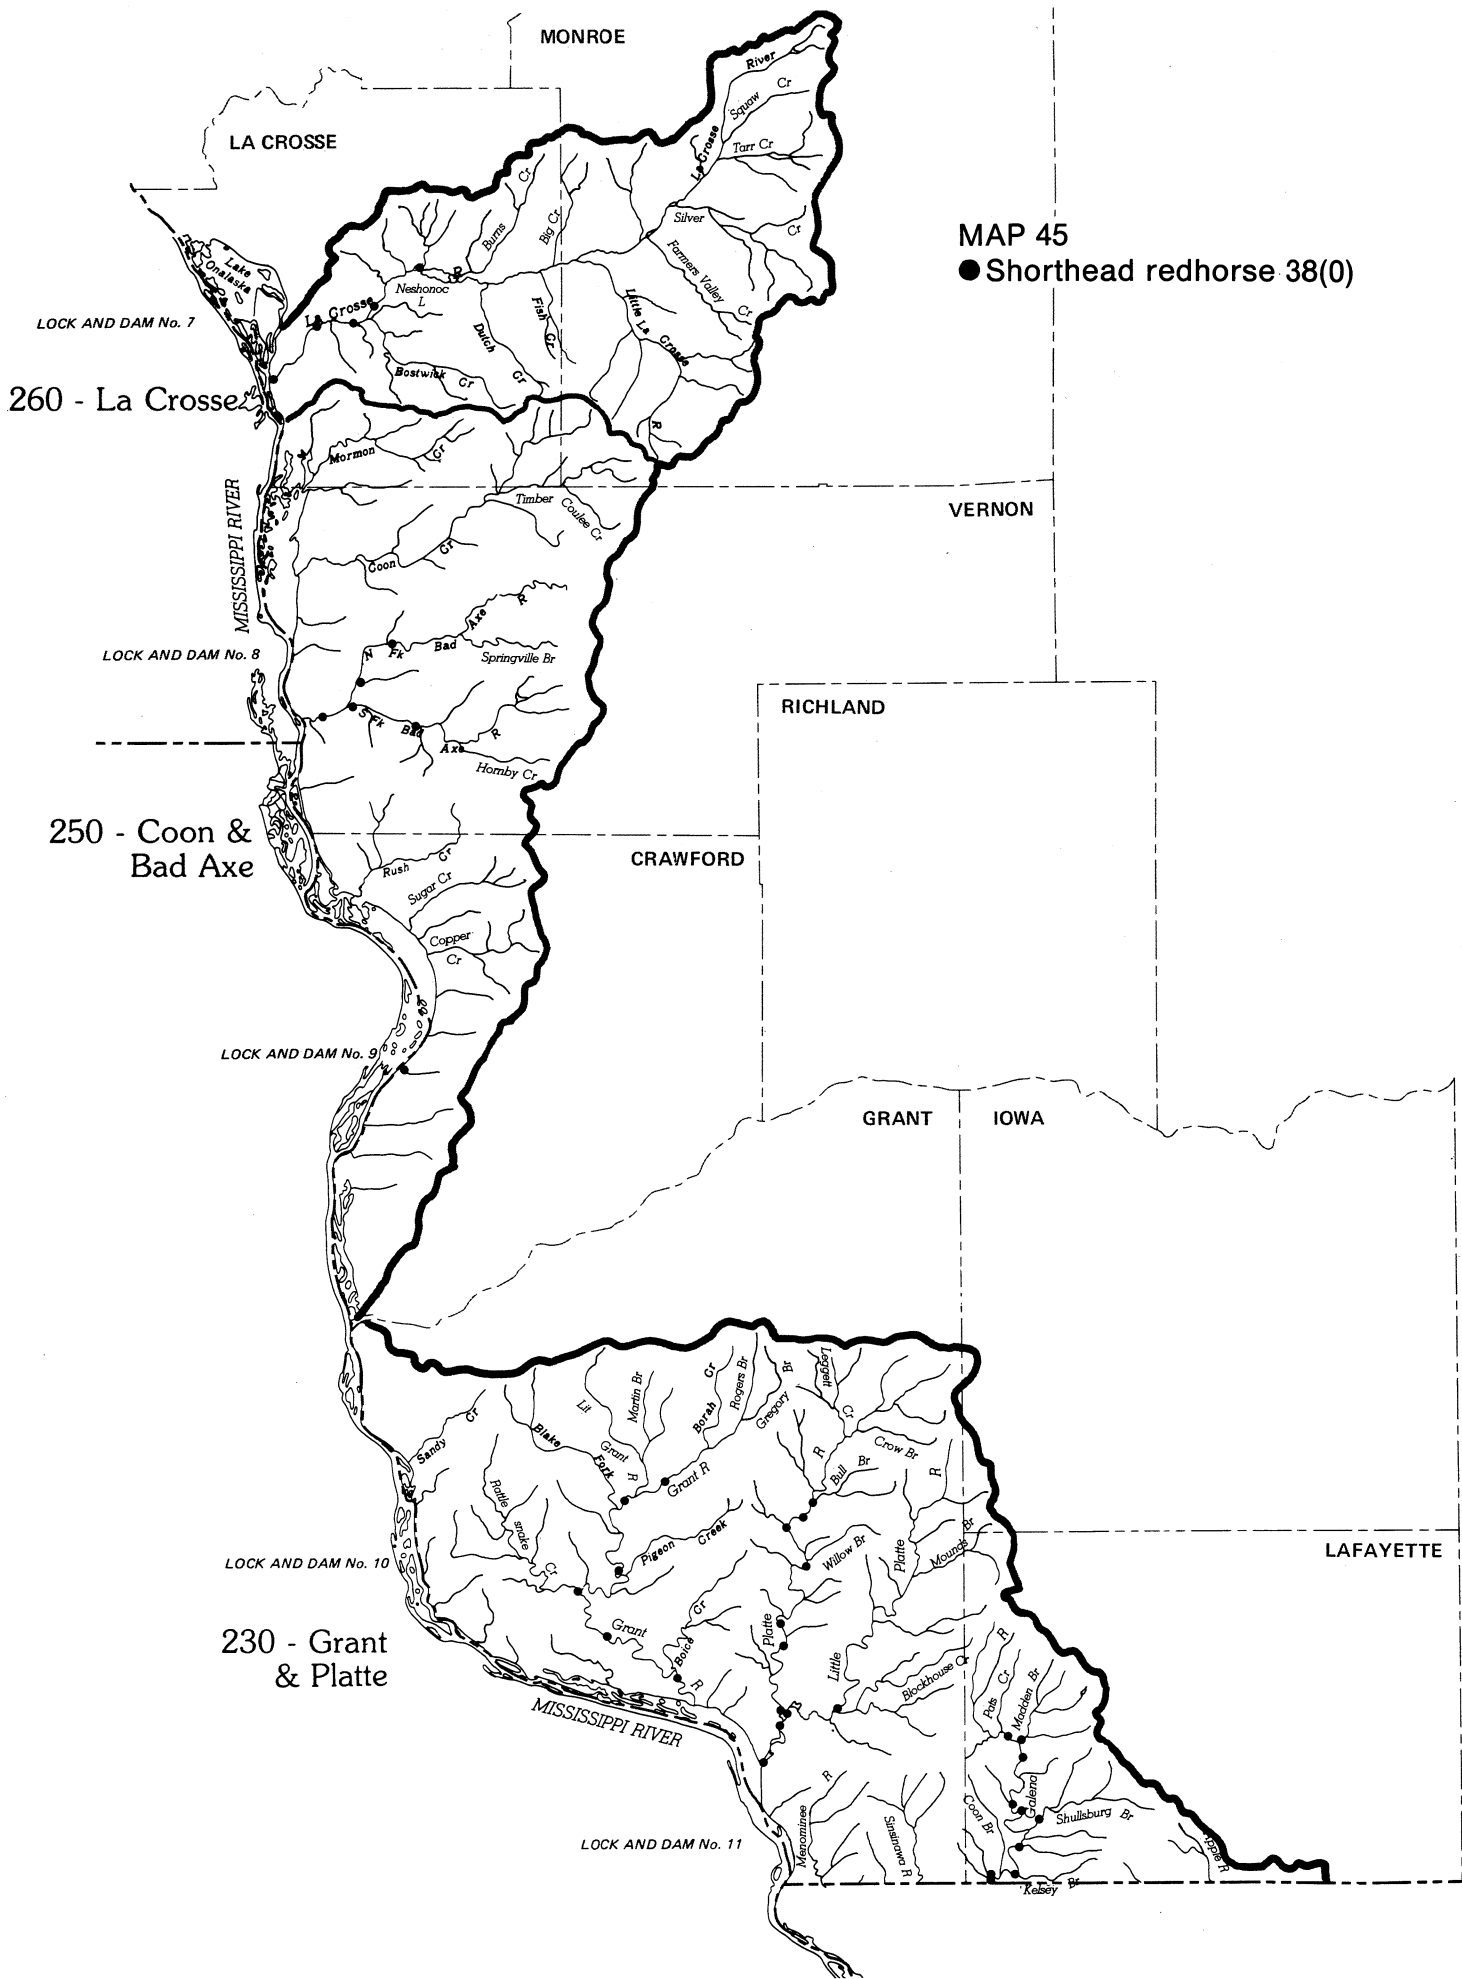 MONROE
LA CROSSE
River
Squaw Cr
La Crosse
Tarr Cr
Burns Cr
Big Cr
Silver Cr
MAP 45
Shorthead redhorse 38(0)
Lake Onalaska
Farmers Valley Cr
Neshonoc
L
R
La Crosse
LOCK AND DAM No. 7
Fish Cr
Little La Crosse R
Dutch Cr
Bostwick Cr
260 - La Crosse
Mormon Cr
MISSISSIPPI RIVER
VERNON
Timber Coulee Cr
Coon Cr
N Fk Bad Axe R
Springville Br
LOCK AND DAM No. 8
S Fk Bad Axe R
RICHLAND
Hornby Cr
250 - Coon &
Bad Axe
CRAWFORD
Rush Cr
Sugar Cr
Copper
Cr
LOCK AND DAM No. 9
GRANT
IOWA
Sandy Cr
Blake Fork
Lit Grant R
Martin Br
Borah Cr
Rogers Br
Gregory Br
Leggett Cr
Crow Br
Bull Br
R
R
Grant R
Rattle snake Cr
Pigeon Creek
Willow Br
Platte
Mounds Br
LAFAYETTE
LOCK AND DAM No. 10
230 - Grant
& Platte
Grant R
Boice Cr
Platte
R
Little
Blockhouse Cr
Pats Cr
Madden Br
R
MISSISSIPPI RIVER
Galena
Menominee R
Sinsinawa R
Coon Br
Shullsburg Br
LOCK AND DAM No. 11
Apple R
Kelsey Br